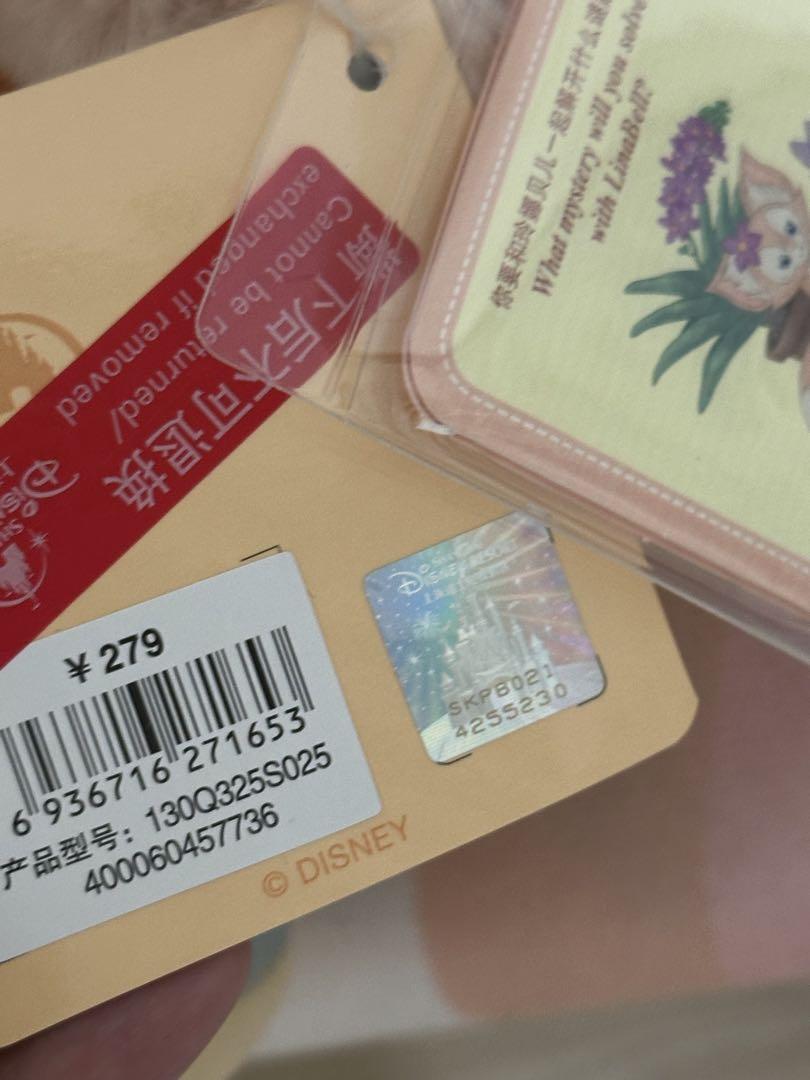 你要和玲娜贝儿一起解开什么谜
What mystery will you solve
with LinaBell?
撕下后不可退换
Cannot be returned/
exchanged if removed
DISNEY
SKPB021
4255230
¥ 279
6 936716 271653
产品型号: 130Q325S025
400060457736
© DISNEY